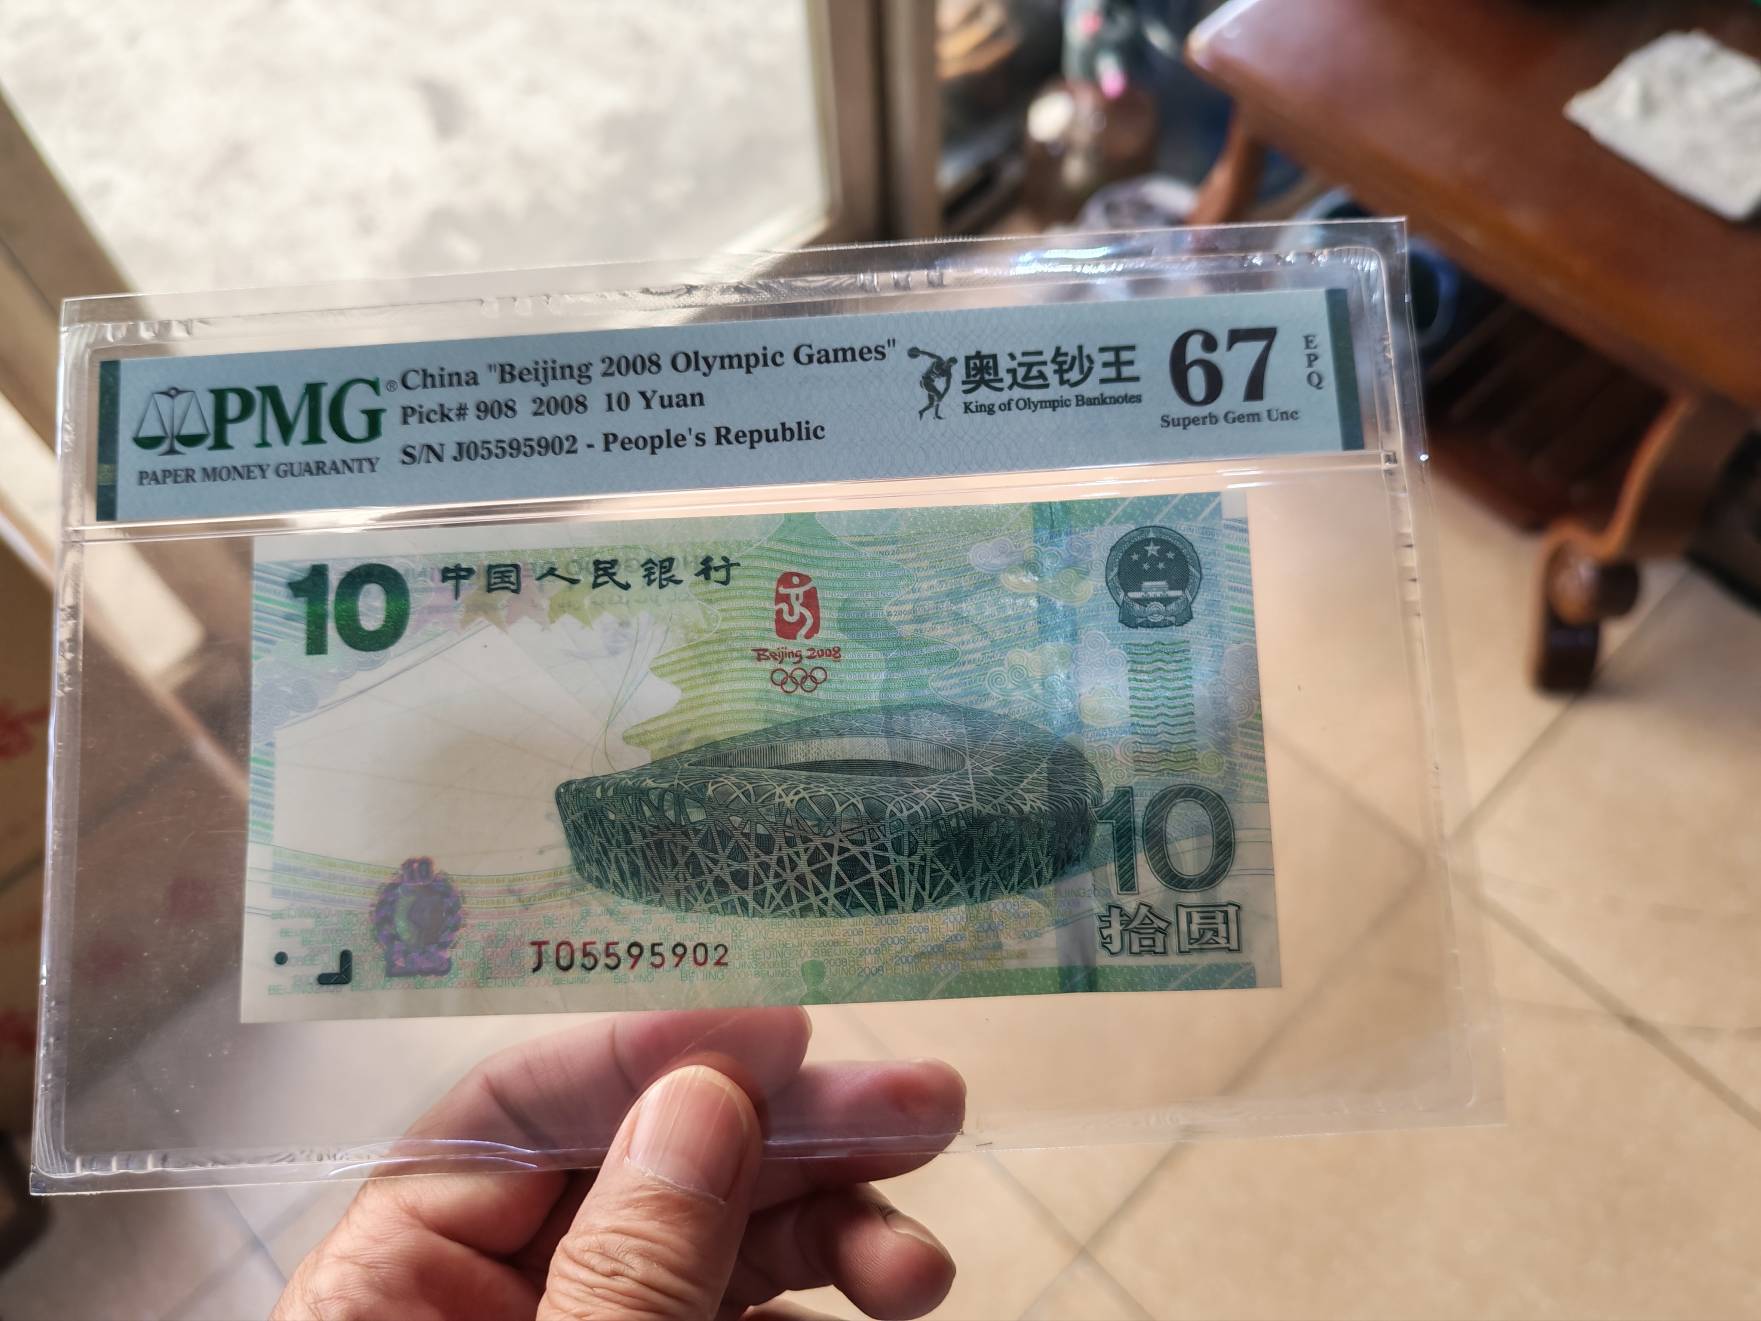 PMG®
PAPER MONEY GUARANTY
China "Beijing 2008 Olympic Games"
Pick# 908 2008 10 Yuan
S/N J05595902 - People's Republic
奥运钞王
King of Olympic Banknotes
67
EPQ
Superb Gem Unc
10
中国人民银行
Beijing 2008
10
拾圆
10
J05595902